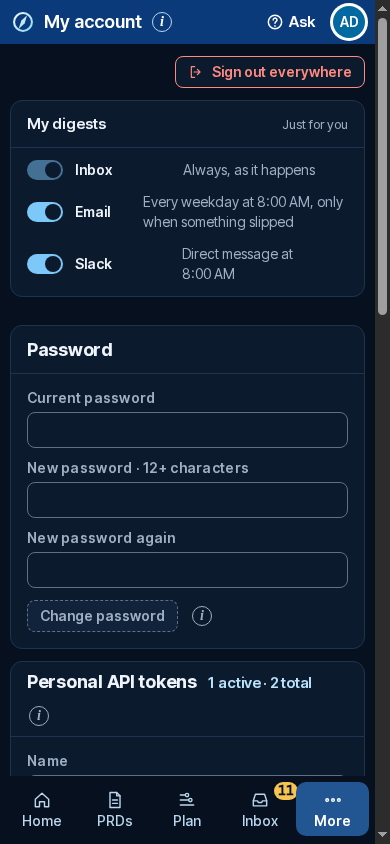 My account i Ask AD
Sign out everywhere
My digests Just for you
Inbox Always, as it happens
Email Every weekday at 8:00 AM, only
when something slipped
Slack Direct message at
8:00 AM
Password
Current password
New password · 12+ characters
New password again
Change password i
Personal API tokens 1 active · 2 total
i
Name
11
Home PRDs Plan Inbox More